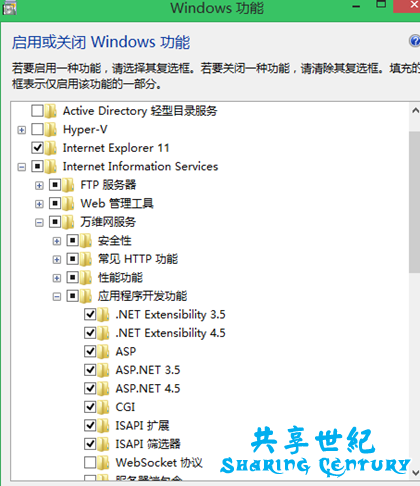 Windows 功能
启用或关闭 Windows 功能
若要启用一种功能，请选择其复选框。若要关闭一种功能，请清除其复选框。填充的
框表示仅启用该功能的一部分。
Active Directory 轻型目录服务
Hyper-V
Internet Explorer 11
Internet Information Services
FTP 服务器
Web 管理工具
万维网服务
安全性
常见 HTTP 功能
性能功能
应用程序开发功能
.NET Extensibility 3.5
.NET Extensibility 4.5
ASP
ASP.NET 3.5
ASP.NET 4.5
CGI
ISAPI 扩展
ISAPI 筛选器
WebSocket 协议
共享世纪
Sharing Century